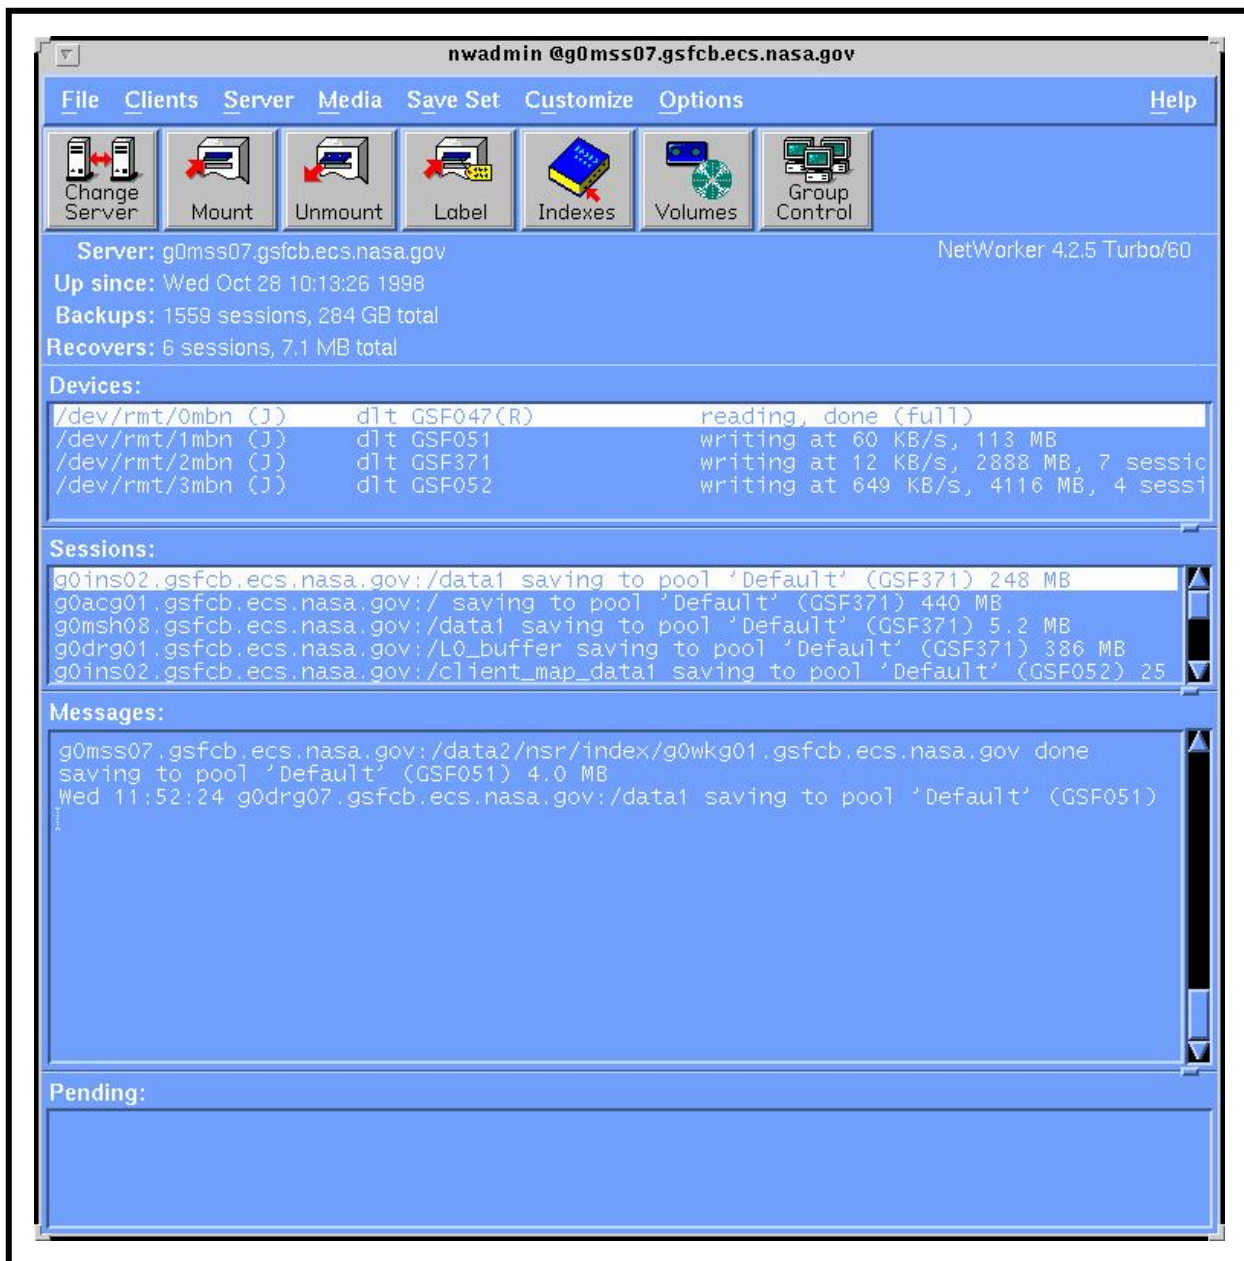 nwadmin @g0mss07.gsfcb.ecs.nasa.gov
File Clients Server Media Save Set Customize Options Help
Change Server
Mount
Unmount
Label
Indexes
Volumes
Group Control
Server: g0mss07.gsfcb.ecs.nasa.gov NetWorker 4.2.5 Turbo/60
Up since: Wed Oct 28 10:13:26 1998
Backups: 1559 sessions, 284 GB total
Recovers: 6 sessions, 7.1 MB total
Devices:
/dev/rmt/0mbn (J) dlt GSF047(R) reading, done (full)
/dev/rmt/1mbn (J) dlt GSF051 writing at 60 KB/s, 113 MB
/dev/rmt/2mbn (J) dlt GSF371 writing at 12 KB/s, 2888 MB, 7 sessic
/dev/rmt/3mbn (J) dlt GSF052 writing at 649 KB/s, 4116 MB, 4 sessi
Sessions:
g0ins02.gsfcb.ecs.nasa.gov:/data1 saving to pool 'Default' (GSF371) 248 MB
g0acg01.gsfcb.ecs.nasa.gov:/ saving to pool 'Default' (GSF371) 440 MB
g0msh08.gsfcb.ecs.nasa.gov:/data1 saving to pool 'Default' (GSF371) 5.2 MB
g0drg01.gsfcb.ecs.nasa.gov:/L0_buffer saving to pool 'Default' (GSF371) 386 MB
g0ins02.gsfcb.ecs.nasa.gov:/client_map_data1 saving to pool 'Default' (GSF052) 25
Messages:
g0mss07.gsfcb.ecs.nasa.gov:/data2/nsr/index/g0wkg01.gsfcb.ecs.nasa.gov done
saving to pool 'Default' (GSF051) 4.0 MB
Wed 11:52:24 g0drg07.gsfcb.ecs.nasa.gov:/data1 saving to pool 'Default' (GSF051)
Pending: